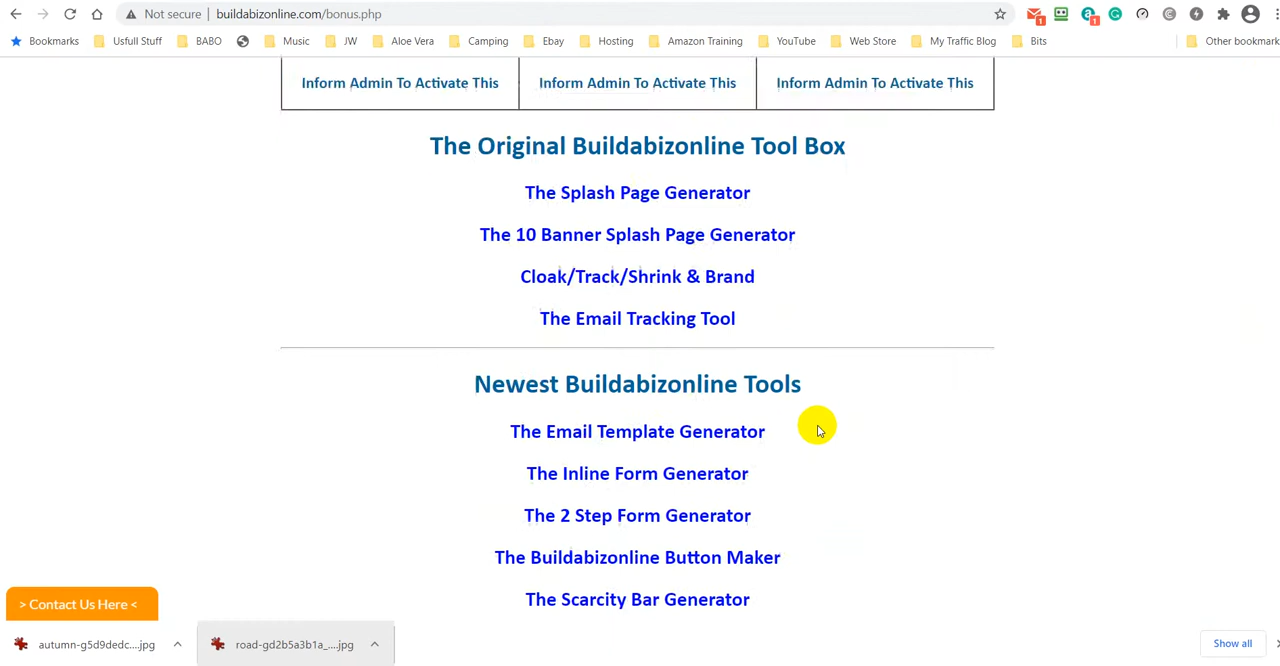 Not secure | buildabizonline.com/bonus.php
1
1
Bookmarks Usfull Stuff BABO Music JW Aloe Vera Camping Ebay Hosting Amazon Training YouTube Web Store My Traffic Blog Bits Other bookmark
Inform Admin To Activate This Inform Admin To Activate This Inform Admin To Activate This
The Original Buildabizonline Tool Box
The Splash Page Generator
The 10 Banner Splash Page Generator
Cloak/Track/Shrink & Brand
The Email Tracking Tool
Newest Buildabizonline Tools
The Email Template Generator
The Inline Form Generator
The 2 Step Form Generator
The Buildabizonline Button Maker
The Scarcity Bar Generator
> Contact Us Here <
autumn-g5d9dedc....jpg road-gd2b5a3b1a_....jpg Show all